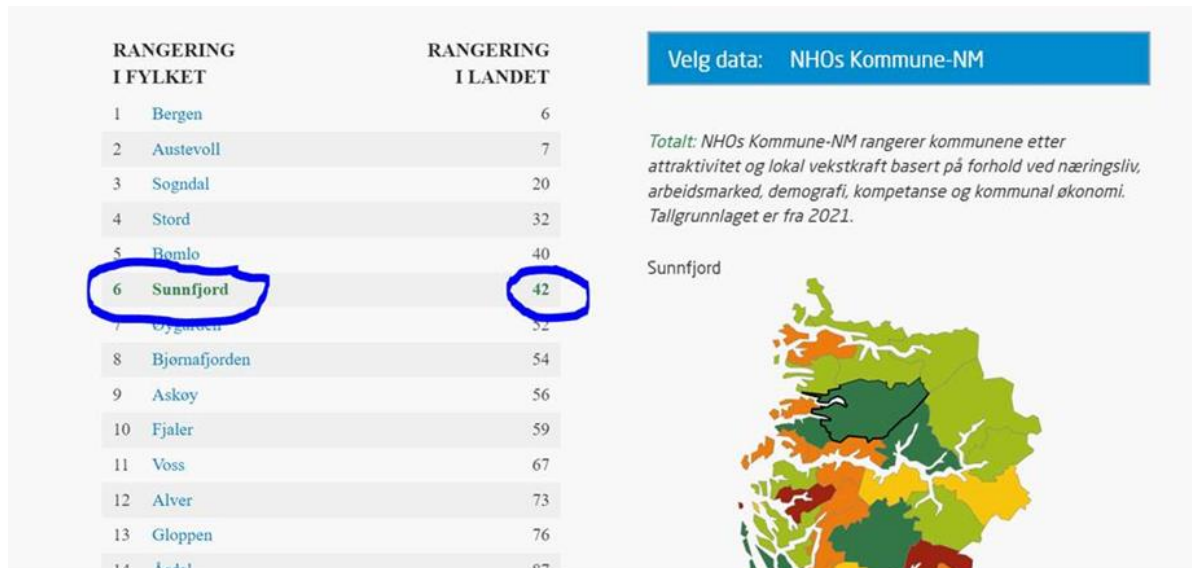 RANGERING
I FYLKET
RANGERING
I LANDET
1 Bergen 6
2 Austevoll 7
3 Sogndal 20
4 Stord 32
5 Bømlo 40
6 Sunnfjord 42
7 Øygarden 52
8 Bjørnafjorden 54
9 Askøy 56
10 Fjaler 59
11 Voss 67
12 Alver 73
13 Gloppen 76
Velg data: NHOs Kommune-NM
Totalt: NHOs Kommune-NM rangerer kommunene etter
attraktivitet og lokal vekstkraft basert på forhold ved næringsliv,
arbeidsmarked, demografi, kompetanse og kommunal økonomi.
Tallgrunnlaget er fra 2021.
Sunnfjord